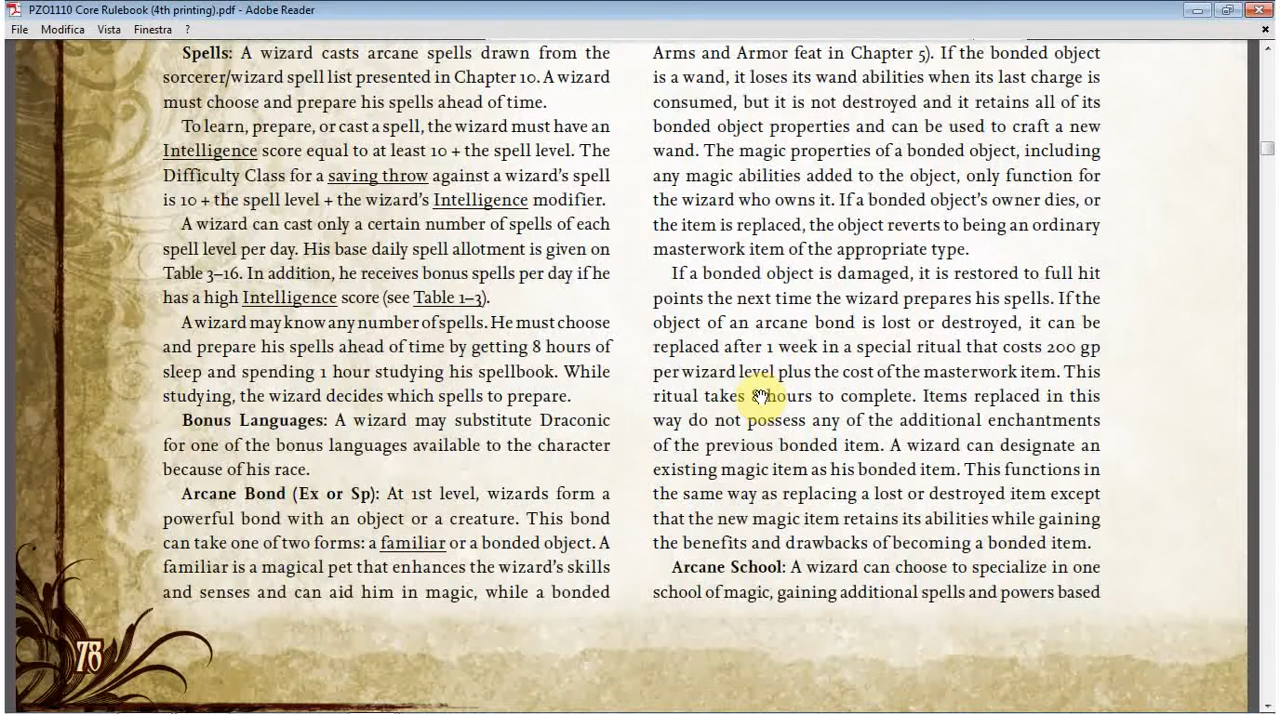 PZO1110 Core Rulebook (4th printing).pdf - Adobe Reader
File Modifica Vista Finestra ?
Spells: A wizard casts arcane spells drawn from the
sorcerer/wizard spell list presented in Chapter 10. A wizard
must choose and prepare his spells ahead of time.
To learn, prepare, or cast a spell, the wizard must have an
Intelligence score equal to at least 10 + the spell level. The
Difficulty Class for a saving throw against a wizard's spell
is 10 + the spell level + the wizard's Intelligence modifier.
A wizard can cast only a certain number of spells of each
spell level per day. His base daily spell allotment is given on
Table 3–16. In addition, he receives bonus spells per day if he
has a high Intelligence score (see Table 1–3).
A wizard may know any number of spells. He must choose
and prepare his spells ahead of time by getting 8 hours of
sleep and spending 1 hour studying his spellbook. While
studying, the wizard decides which spells to prepare.
Bonus Languages: A wizard may substitute Draconic
for one of the bonus languages available to the character
because of his race.
Arcane Bond (Ex or Sp): At 1st level, wizards form a
powerful bond with an object or a creature. This bond
can take one of two forms: a familiar or a bonded object. A
familiar is a magical pet that enhances the wizard's skills
and senses and can aid him in magic, while a bonded
Arms and Armor feat in Chapter 5). If the bonded object
is a wand, it loses its wand abilities when its last charge is
consumed, but it is not destroyed and it retains all of its
bonded object properties and can be used to craft a new
wand. The magic properties of a bonded object, including
any magic abilities added to the object, only function for
the wizard who owns it. If a bonded object's owner dies, or
the item is replaced, the object reverts to being an ordinary
masterwork item of the appropriate type.
If a bonded object is damaged, it is restored to full hit
points the next time the wizard prepares his spells. If the
object of an arcane bond is lost or destroyed, it can be
replaced after 1 week in a special ritual that costs 200 gp
per wizard level plus the cost of the masterwork item. This
ritual takes 8 hours to complete. Items replaced in this
way do not possess any of the additional enchantments
of the previous bonded item. A wizard can designate an
existing magic item as his bonded item. This functions in
the same way as replacing a lost or destroyed item except
that the new magic item retains its abilities while gaining
the benefits and drawbacks of becoming a bonded item.
Arcane School: A wizard can choose to specialize in one
school of magic, gaining additional spells and powers based
78